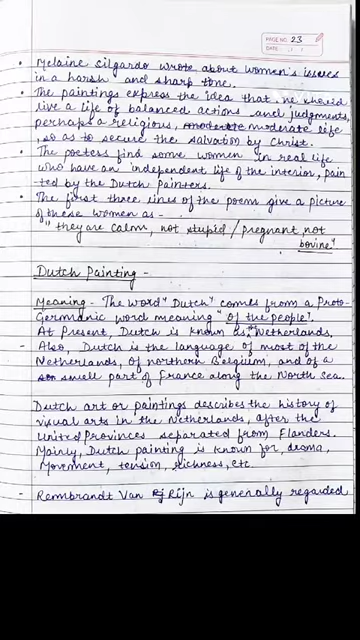 PAGE NO. 23
DATE
• Melaine Silgardo wrote about women's issues
in a harsh and sharp tone.
• The paintings express the idea that he should
live a life of balanced actions and judgments,
perhaps a religious, moderate life
, so as to secure the salvation by Christ.
• The poeters find some women in real life
who have an independent life of the interior, pain
ted by the Dutch painters.
• The first three lines of the poem give a picture
of these women as -
"they are calm, not stupid / pregnant, not
bovine"
Dutch Painting -
Meaning - The word "Dutch" comes from a Proto-
Germanic word meaning "of the people".
At Present, Dutch is known as "Netherlands,
- Also, Dutch is the language of most of the
Netherlands, of northern Belgium, and of a
small part of France along the North Sea.
Dutch art or paintings describes the history of
visual arts in the Netherlands, after the
United Provinces separated from Flanders.
Mainly, Dutch painting is known for, drama,
Movement, tension, richness, etc.
- Rembrandt Van Rijn is generally regarded